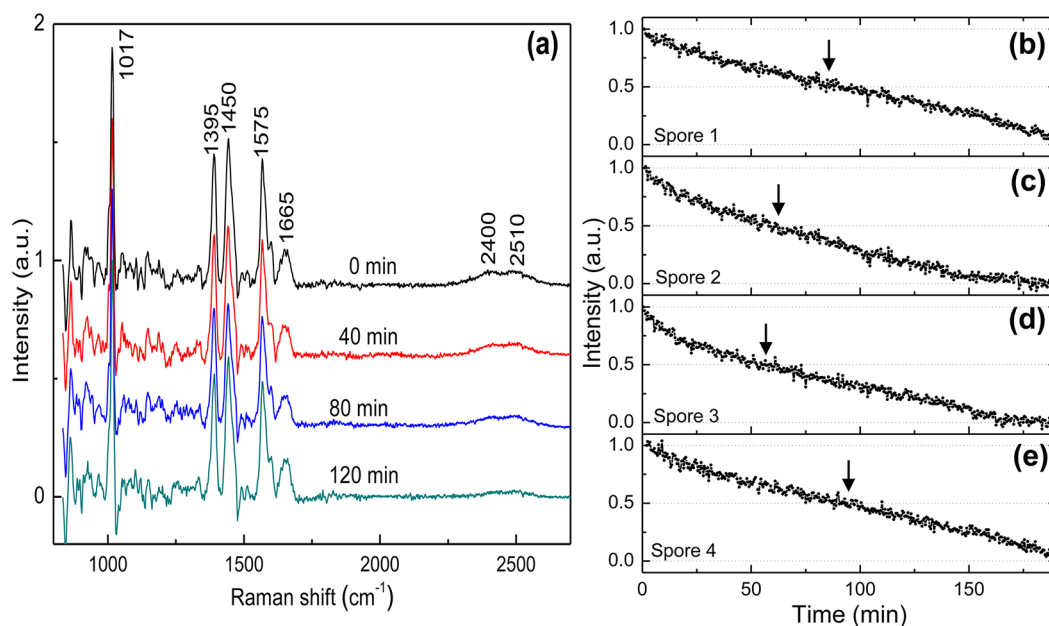 (a)
2
1
0
Intensity (a.u.)
1017
1395
1450
1575
1665
2400
2510
0 min
40 min
80 min
120 min
1000
1500
2000
2500
Raman shift (cm⁻¹)
(b)
1.0
0.5
0.0
Spore 1
(c)
1.0
0.5
0.0
Spore 2
(d)
1.0
0.5
0.0
Spore 3
(e)
1.0
0.5
0.0
Spore 4
Intensity (a.u.)
0
50
100
150
Time (min)